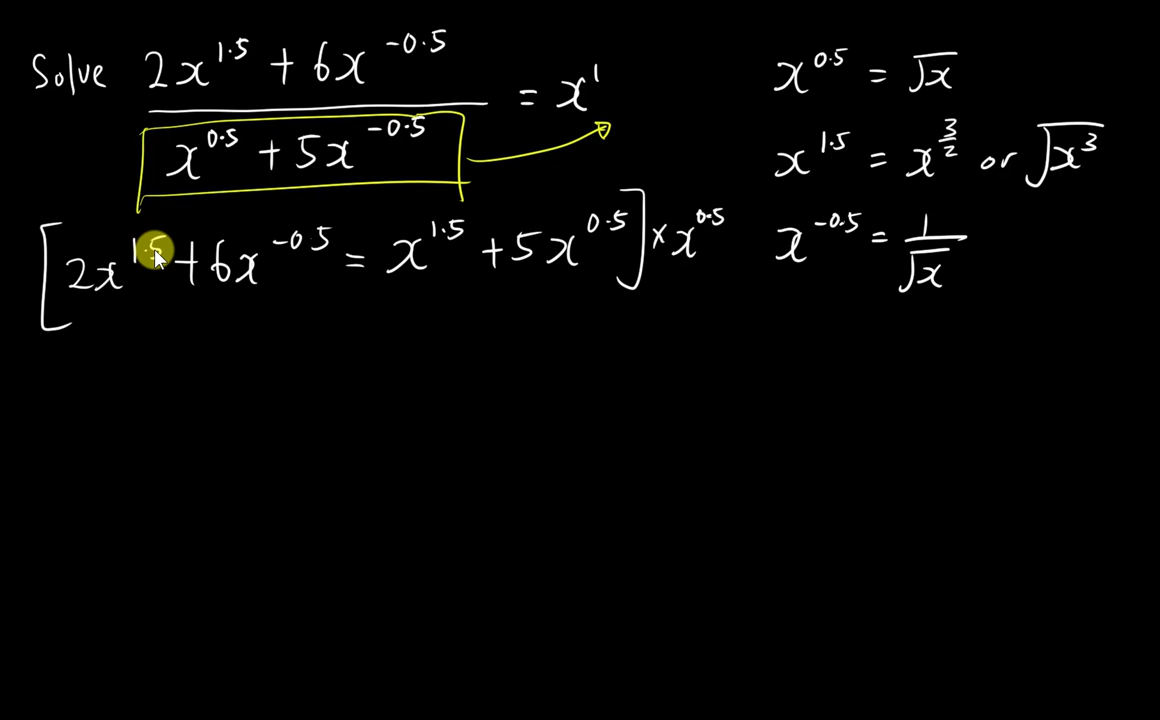 Solve (2x^1.5 + 6x^-0.5) / (x^0.5 + 5x^-0.5) = x^1
[2x^1.5 + 6x^-0.5 = x^1.5 + 5x^0.5] × x^0.5
x^0.5 = √x
x^1.5 = x^(3/2) or √(x^3)
x^-0.5 = 1/√x